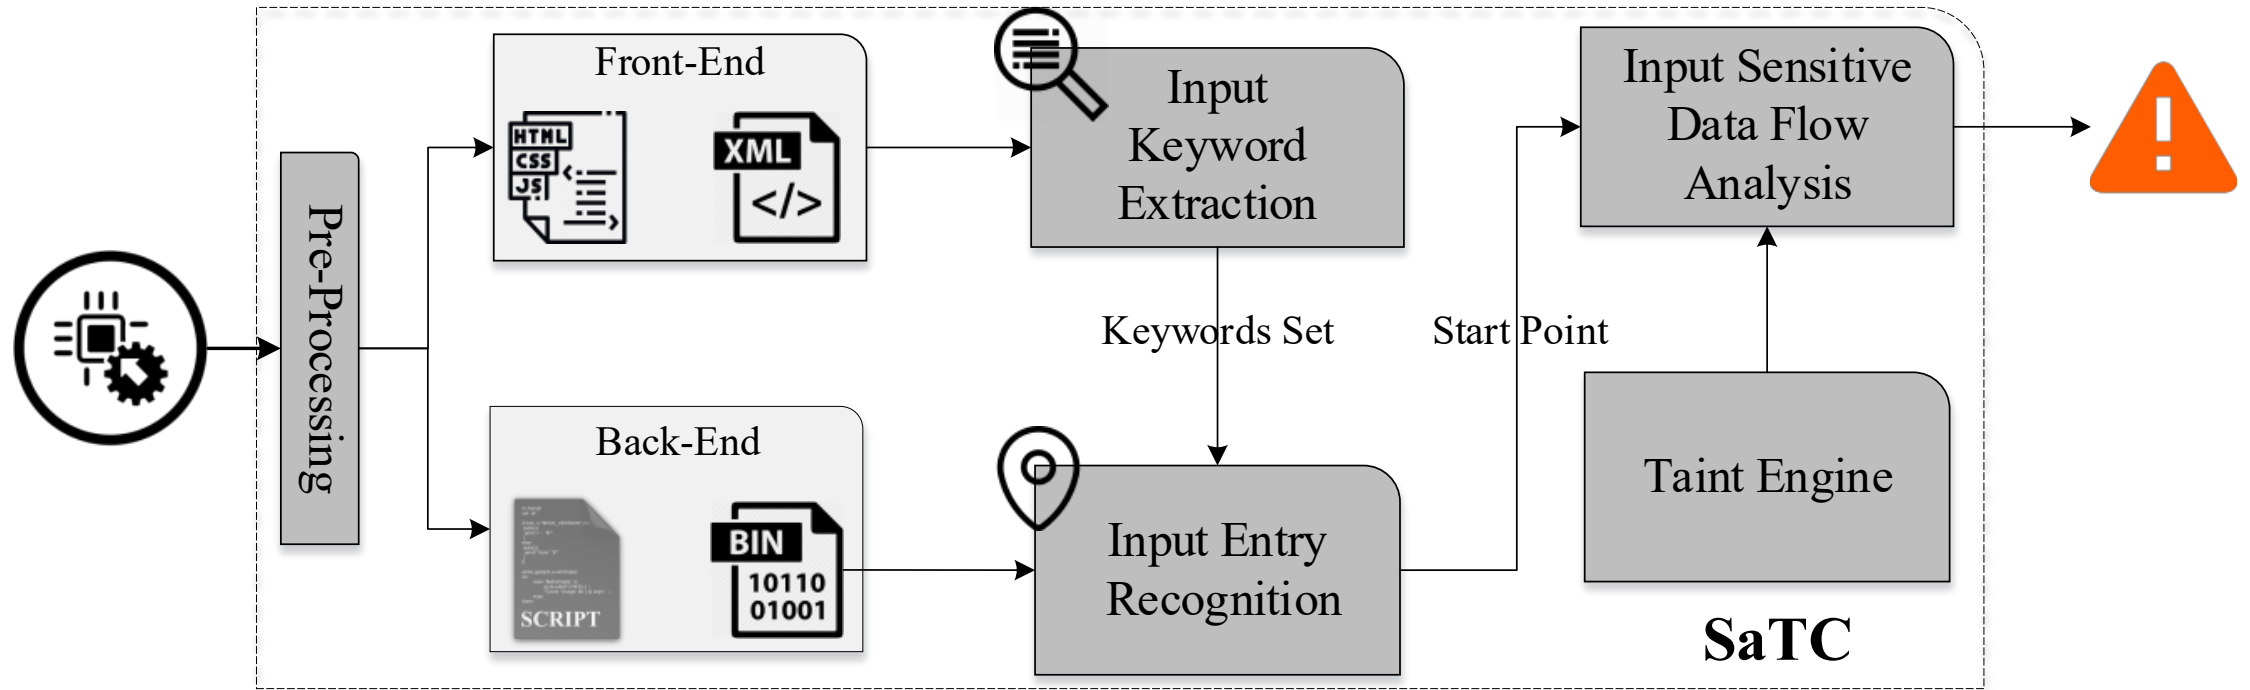 Pre-Processing
Front-End
HTML
CSS
JS
XML
</>
Input
Keyword
Extraction
Keywords Set
Back-End
SCRIPT
BIN
10110
01001
Input Entry
Recognition
Start Point
Input Sensitive
Data Flow
Analysis
Taint Engine
SaTC